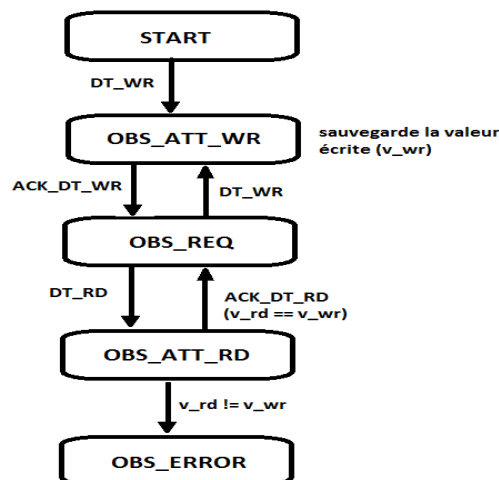 START
DT_WR
OBS_ATT_WR
sauvegarde la valeur
écrite (v_wr)
ACK_DT_WR
DT_WR
OBS_REQ
DT_RD
ACK_DT_RD
(v_rd == v_wr)
OBS_ATT_RD
v_rd != v_wr
OBS_ERROR